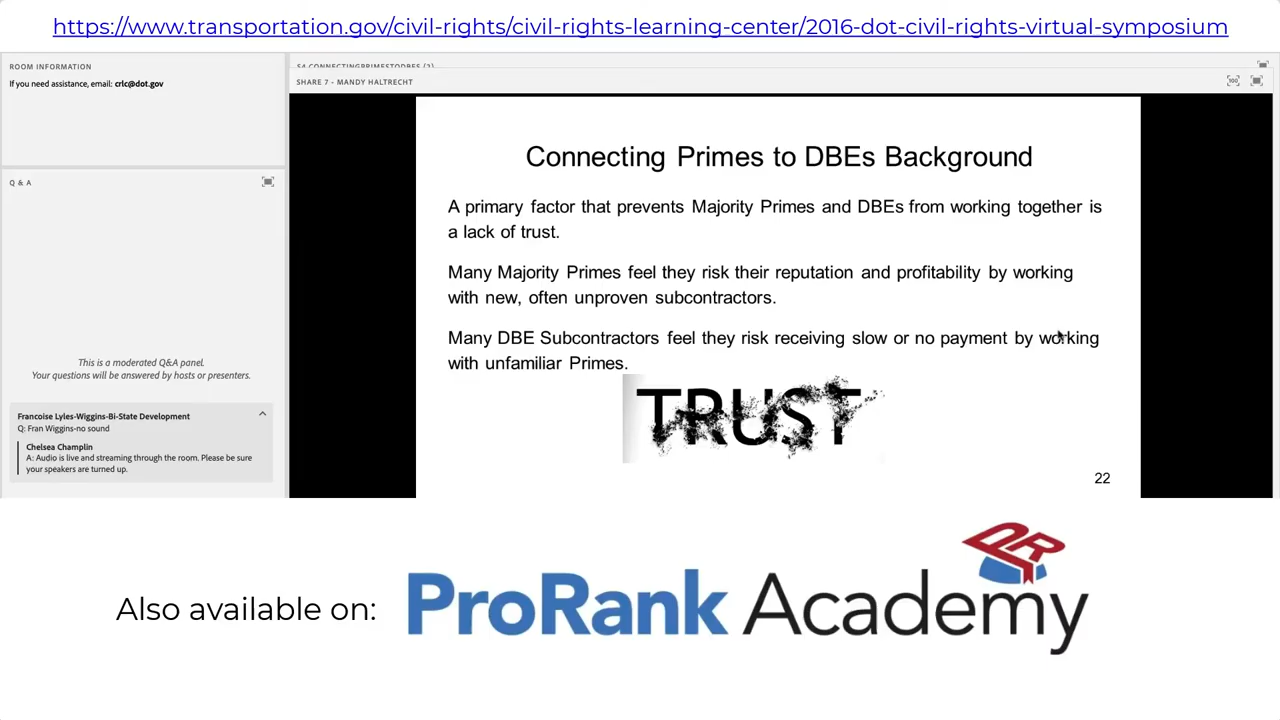 https://www.transportation.gov/civil-rights/civil-rights-learning-center/2016-dot-civil-rights-virtual-symposium
ROOM INFORMATION
If you need assistance, email: crlc@dot.gov
Q & A
This is a moderated Q&A panel.
Your questions will be answered by hosts or presenters.
Francoise Lyles-Wiggins-Bi-State Development
Q: Fran Wiggins-no sound
Chelsea Champlin
A: Audio is live and streaming through the room. Please be sure
your speakers are turned up.
SHARE 7 - MANDY HALTRECHT
100
Connecting Primes to DBEs Background
A primary factor that prevents Majority Primes and DBEs from working together is
a lack of trust.
Many Majority Primes feel they risk their reputation and profitability by working
with new, often unproven subcontractors.
Many DBE Subcontractors feel they risk receiving slow or no payment by working
with unfamiliar Primes.
TRUST
22
Also available on:
ProRank Academy
PR